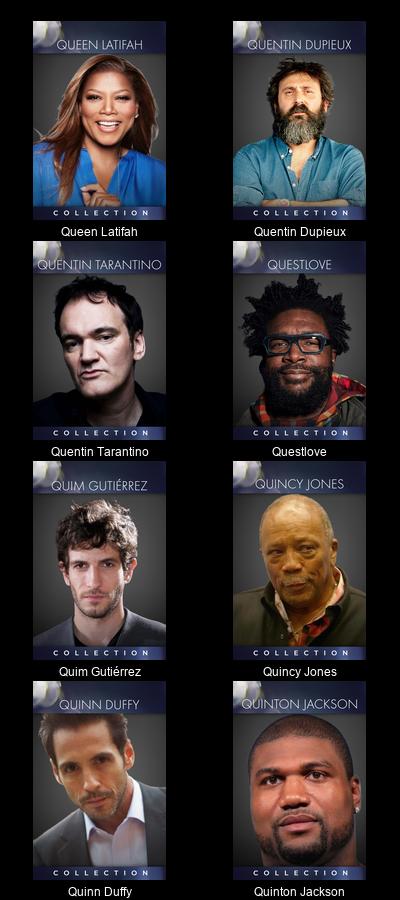 QUEEN LATIFAH
COLLECTION
Queen Latifah
QUENTIN DUPIEUX
COLLECTION
Quentin Dupieux
QUENTIN TARANTINO
COLLECTION
Quentin Tarantino
QUESTLOVE
COLLECTION
Questlove
QUIM GUTIÉRREZ
COLLECTION
Quim Gutiérrez
QUINCY JONES
COLLECTION
Quincy Jones
QUINN DUFFY
COLLECTION
Quinn Duffy
QUINTON JACKSON
COLLECTION
Quinton Jackson